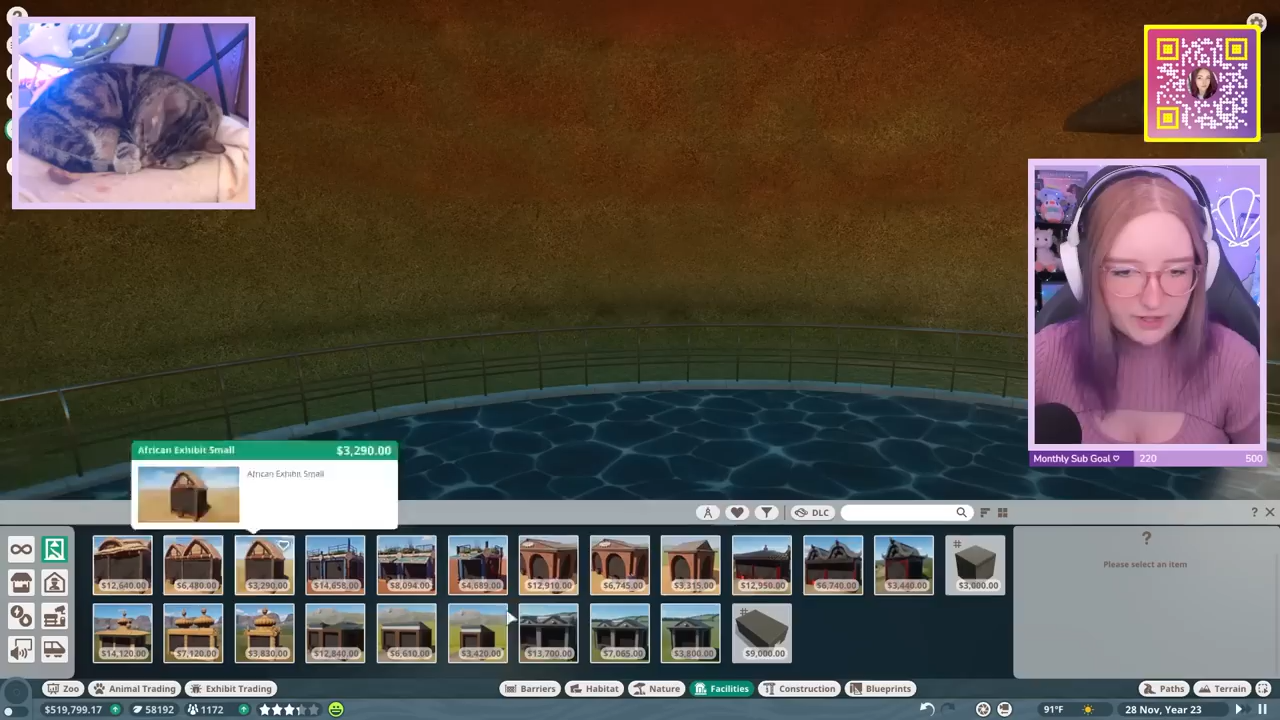 African Exhibit Small $3,290.00
African Exhibit Small
DLC
?
$12,640.00 $6,480.00 $3,290.00 $14,658.00 $8,094.00 $4,689.00 $12,910.00 $6,745.00 $3,315.00 $12,950.00 $6,740.00 $3,440.00 $3,000.00
$14,120.00 $7,120.00 $3,830.00 $12,840.00 $6,610.00 $3,420.00 $13,700.00 $7,065.00 $3,800.00 $9,000.00
?
Please select an item
Monthly Sub Goal 220 500
Zoo Animal Trading Exhibit Trading Barriers Habitat Nature Facilities Construction Blueprints Paths Terrain
$519,799.17 58192 1172 91°F 28 Nov, Year 23